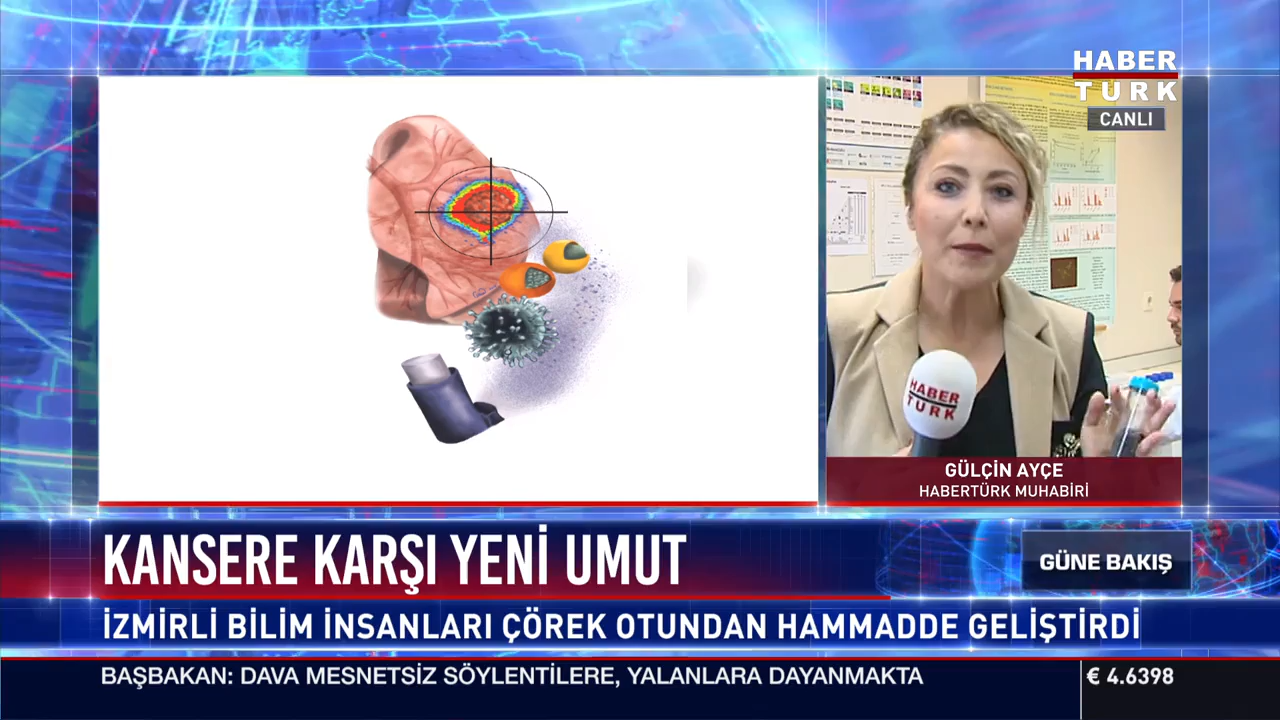 HABER
TÜRK
CANLI
HABER
TÜRK
GÜLÇİN AYÇE
HABERTÜRK MUHABİRİ
KANSERE KARŞI YENİ UMUT
GÜNE BAKIŞ
İZMİRLİ BİLİM İNSANLARI ÇÖREK OTUNDAN HAMMADDE GELİŞTİRDİ
BAŞBAKAN: DAVA MESNETSİZ SÖYLENTİLERE, YALANLARA DAYANMAKTA
€ 4.6398